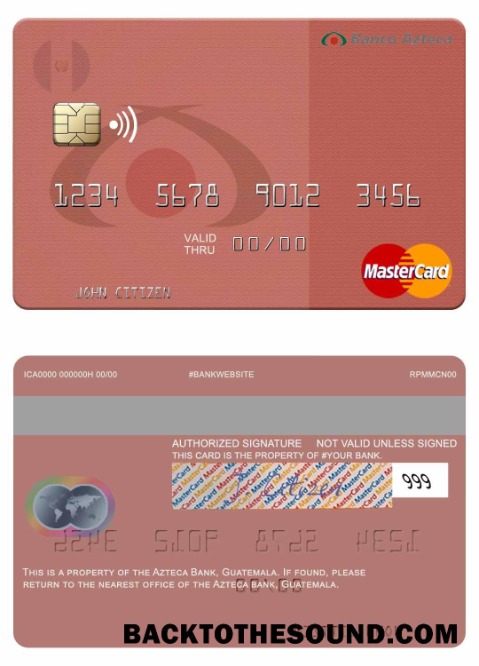 Banco Azteca
1234 5678 9012 3456
VALID THRU 00/00
JOHN CITIZEN
MasterCard
ICA0000 000000H 00/00 #BANKWEBSITE RPMMCN00
AUTHORIZED SIGNATURE NOT VALID UNLESS SIGNED
THIS CARD IS THE PROPERTY OF #YOUR BANK.
999
THIS IS A PROPERTY OF THE AZTECA BANK, GUATEMALA. IF FOUND, PLEASE
RETURN TO THE NEAREST OFFICE OF THE AZTECA BANK, GUATEMALA.
BACKTOTHESOUND.COM